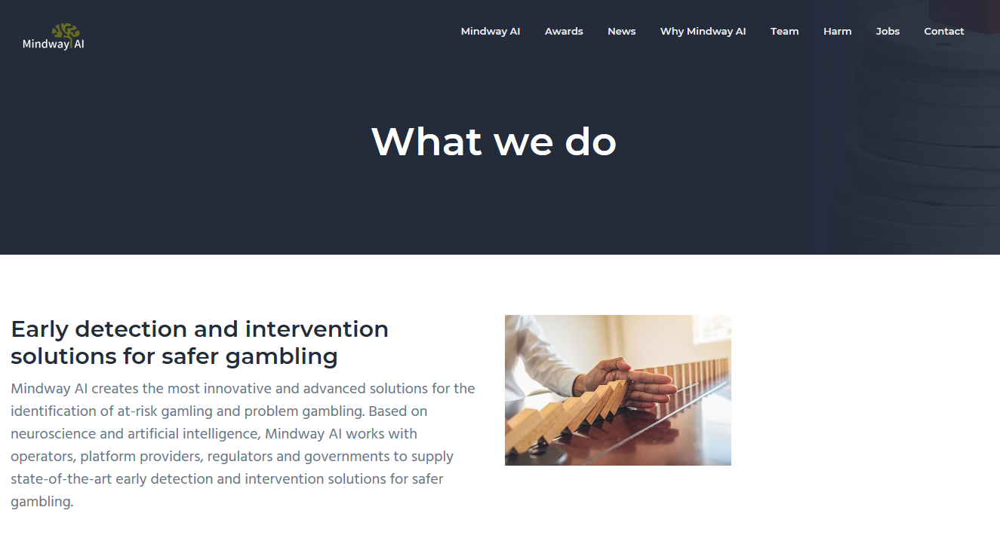 Mindway AI
Mindway AI Awards News Why Mindway AI Team Harm Jobs Contact
What we do
Early detection and intervention
solutions for safer gambling
Mindway AI creates the most innovative and advanced solutions for the
identification of at-risk gamling and problem gambling. Based on
neuroscience and artificial intelligence, Mindway AI works with
operators, platform providers, regulators and governments to supply
state-of-the-art early detection and intervention solutions for safer
gambling.